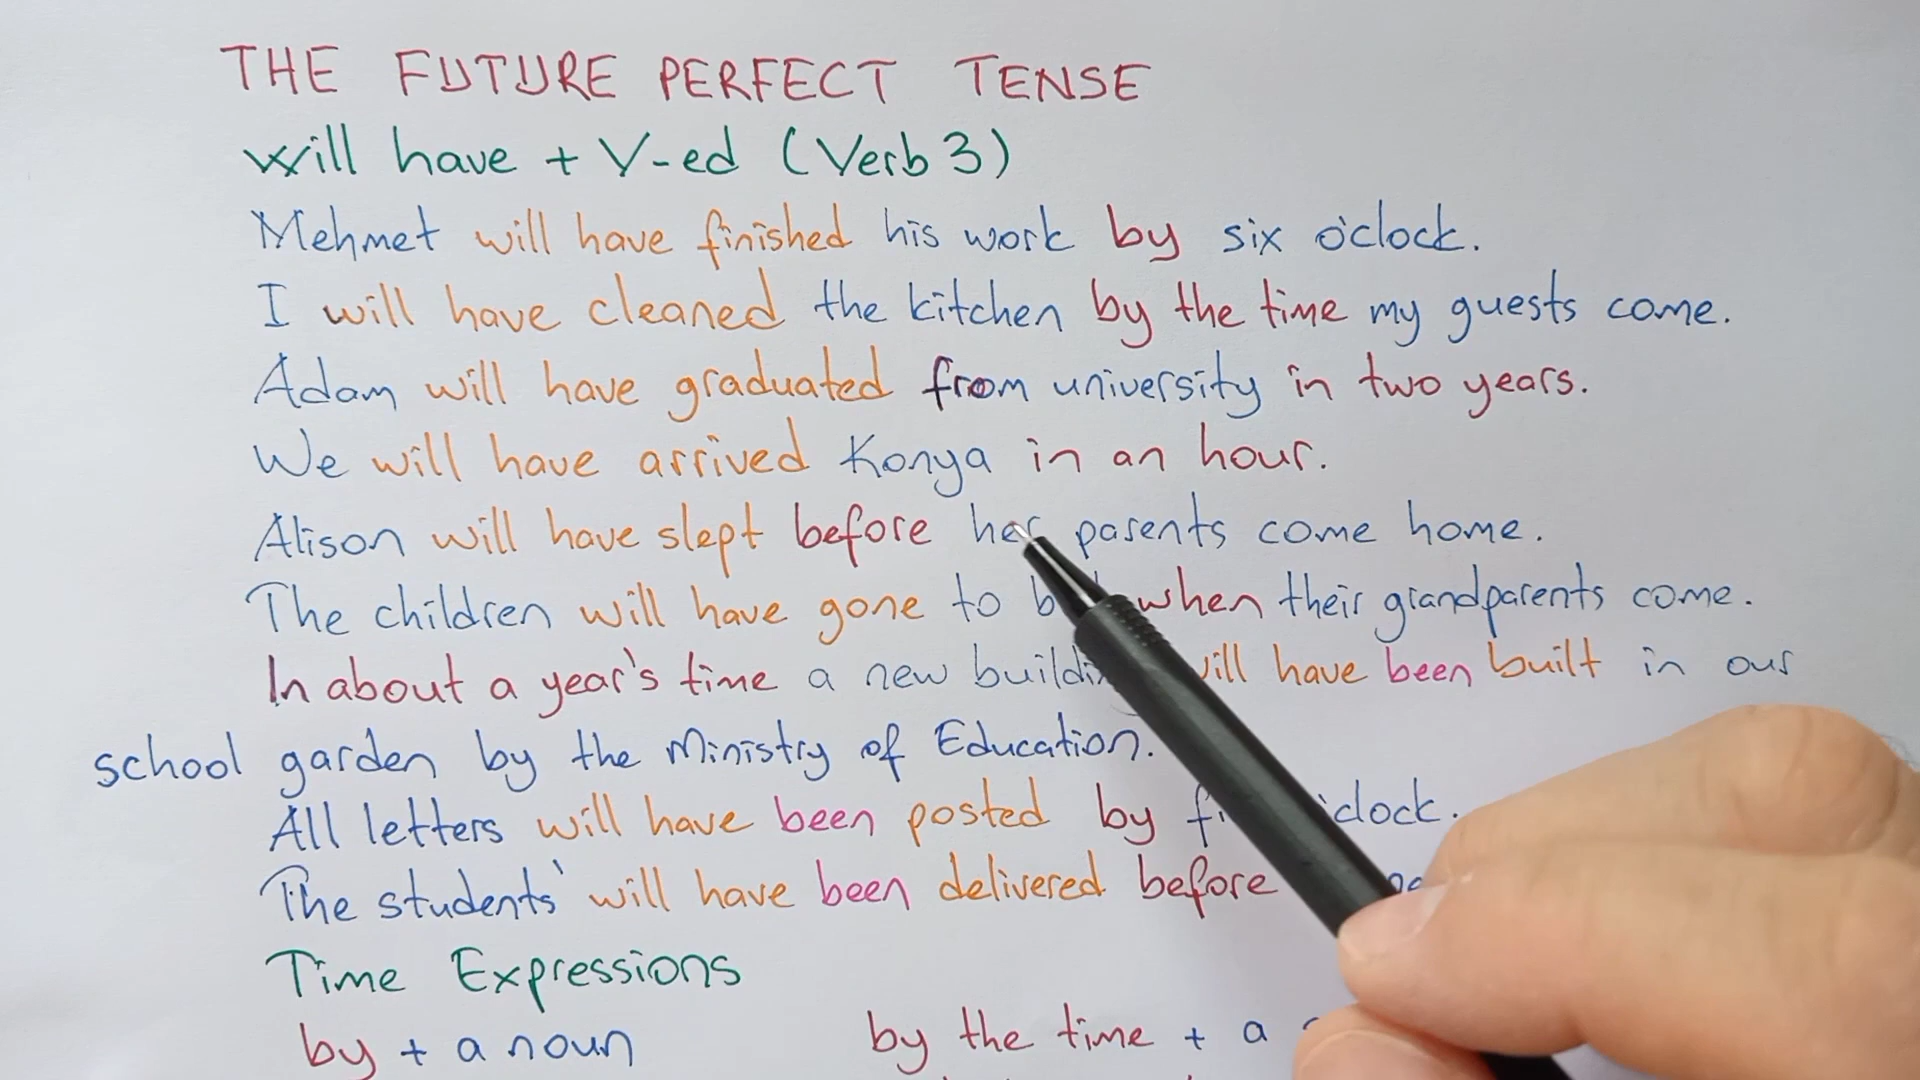 THE FUTURE PERFECT TENSE
will have + V-ed (Verb 3)
Mehmet will have finished his work by six o'clock.
I will have cleaned the kitchen by the time my guests come.
Adam will have graduated from university in two years.
We will have arrived Konya in an hour.
Alison will have slept before her parents come home.
The children will have gone to when their grandparents come.
In about a year's time a new will have been built in our
school garden by the Ministry of Education.
All letters will have been posted by
The students' will have been delivered before
Time Expressions
by + a noun by the time + a